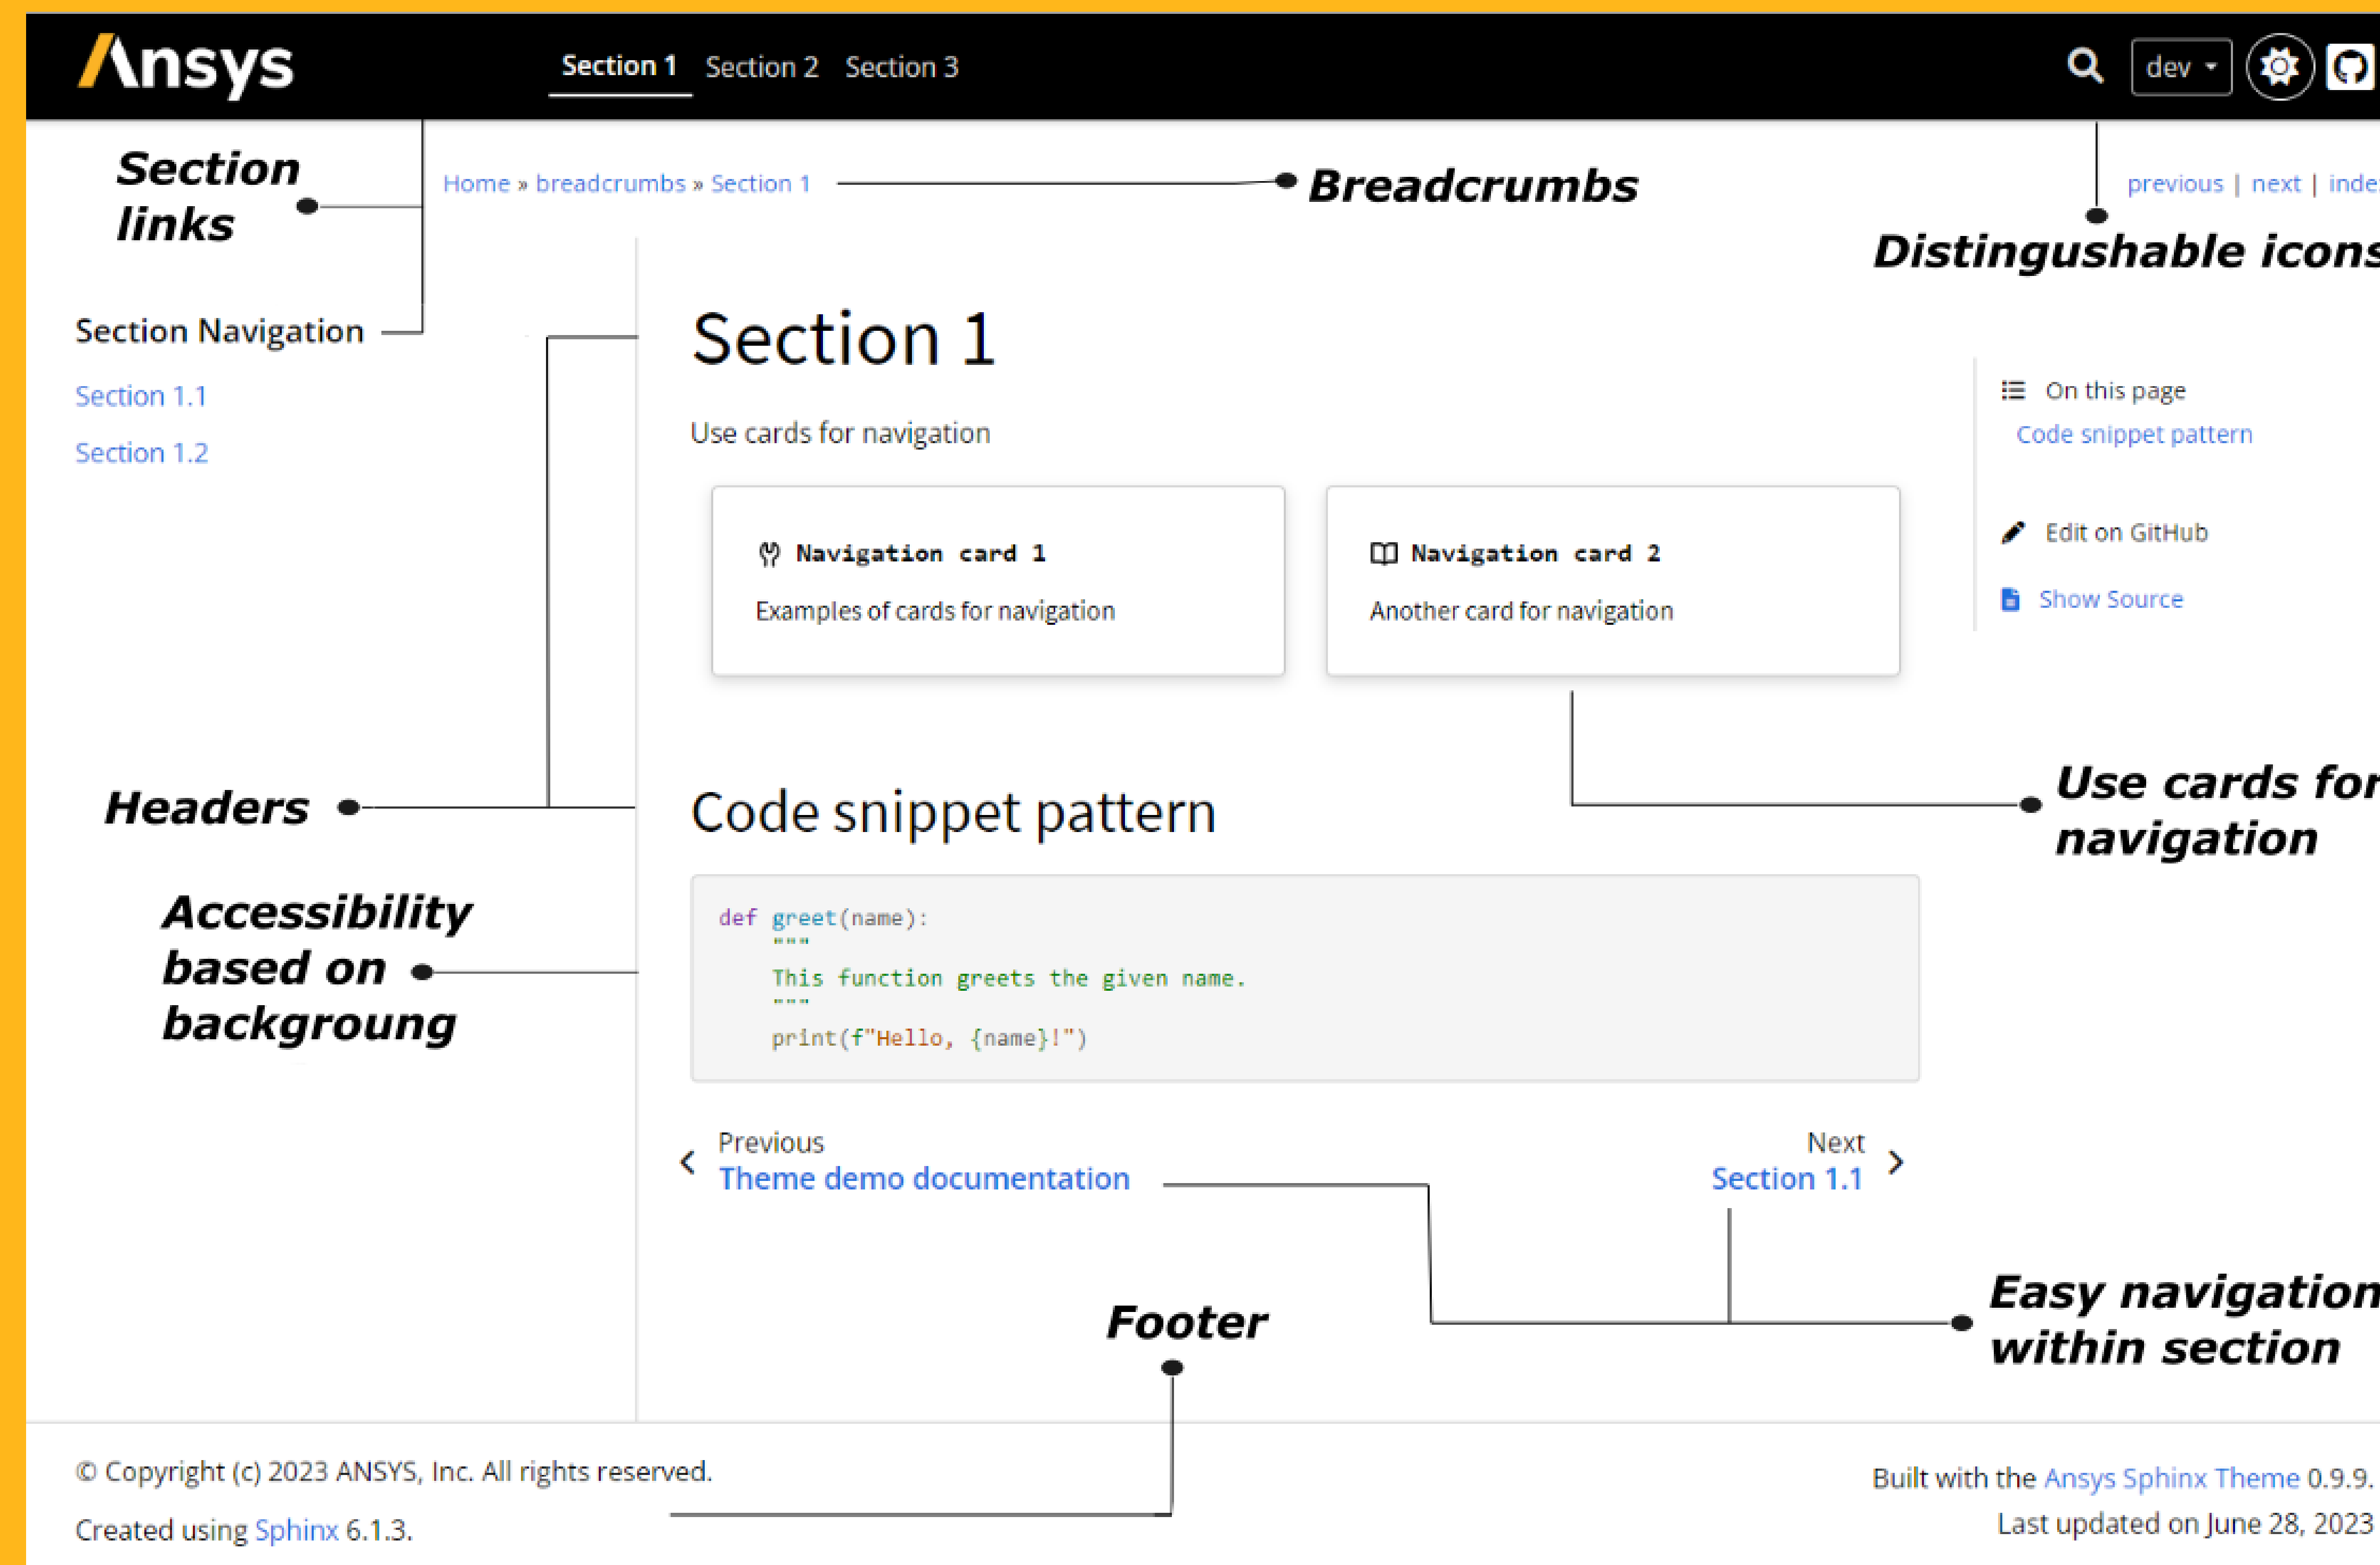 Ansys
Section 1 Section 2 Section 3
dev
Section
links
Home » breadcrumbs » Section 1
Breadcrumbs
previous | next |
Distingushable icons
Section Navigation
Section 1.1
Section 1.2
Section 1
Use cards for navigation
On this page
Code snippet pattern
Edit on GitHub
Show Source
Navigation card 1
Examples of cards for navigation
Navigation card 2
Another card for navigation
Headers
Code snippet pattern
Use cards for
navigation
Accessibility
based on
backgroung
def greet(name):
"""
This function greets the given name.
"""
print(f"Hello, {name}!")
Previous
Theme demo documentation
Next
Section 1.1
Footer
Easy navigation
within section
© Copyright (c) 2023 ANSYS, Inc. All rights reserved.
Created using Sphinx 6.1.3.
Built with the Ansys Sphinx Theme 0.9.9.
Last updated on June 28, 2023